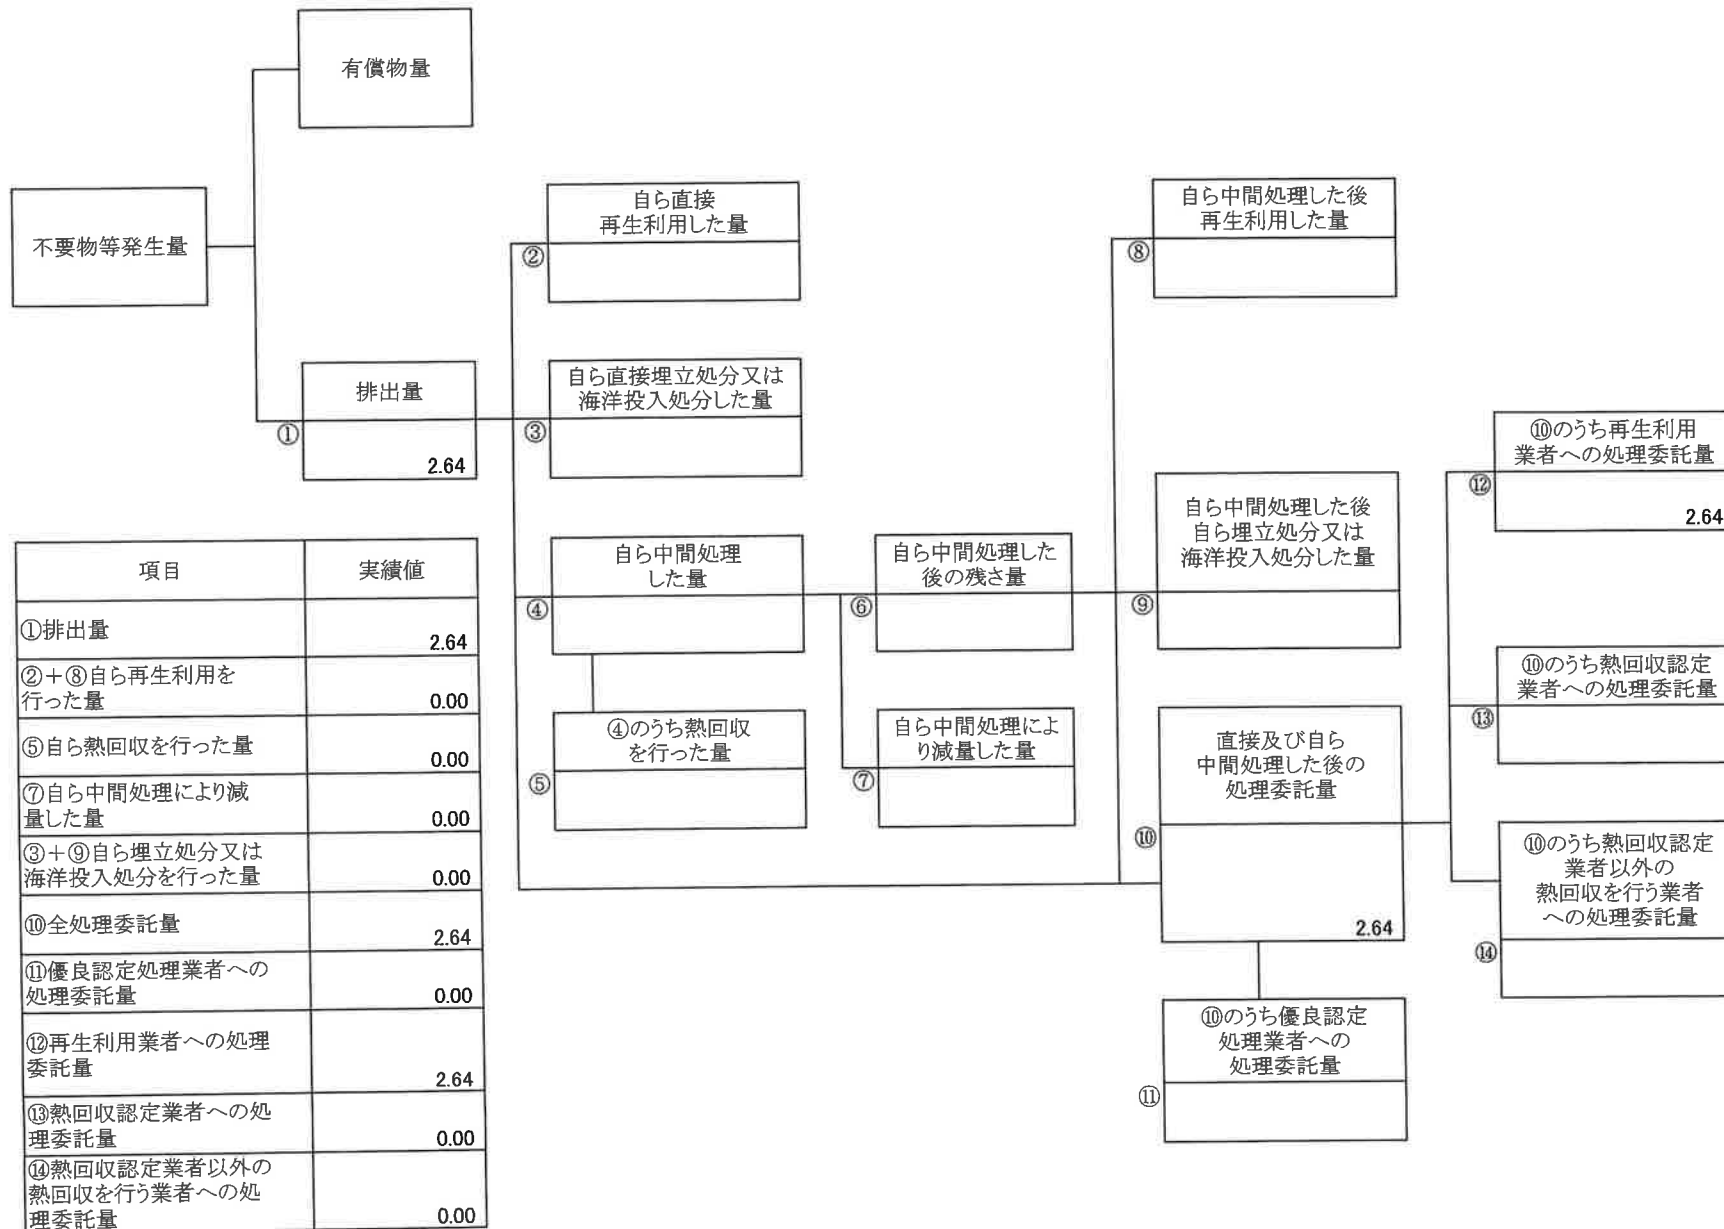 有償物量
不要物等発生量
排出量
①
2.64
自ら直接
再生利用した量
②
自ら直接埋立処分又は
海洋投入処分した量
③
自ら中間処理
した量
④
④のうち熱回収
を行った量
⑤
自ら中間処理した
後の残さ量
⑥
自ら中間処理によ
り減量した量
⑦
自ら中間処理した後
再生利用した量
⑧
自ら中間処理した後
自ら埋立処分又は
海洋投入処分した量
⑨
直接及び自ら
中間処理した後の
処理委託量
⑩
2.64
⑩のうち優良認定
処理業者への
処理委託量
⑪
⑩のうち再生利用
業者への処理委託量
⑫
2.64
⑩のうち熱回収認定
業者への処理委託量
⑬
⑩のうち熱回収認定
業者以外の
熱回収を行う業者
への処理委託量
⑭
項目 実績値
①排出量
2.64
②+⑧自ら再生利用を
行った量 0.00
⑤自ら熱回収を行った量
0.00
⑦自ら中間処理により減
量した量 0.00
③+⑨自ら埋立処分又は
海洋投入処分を行った量 0.00
⑩全処理委託量
2.64
⑪優良認定処理業者への
処理委託量 0.00
⑫再生利用業者への処理
委託量
2.64
⑬熱回収認定業者への処
理委託量 0.00
⑭熱回収認定業者以外の
熱回収を行う業者への処
理委託量 0.00